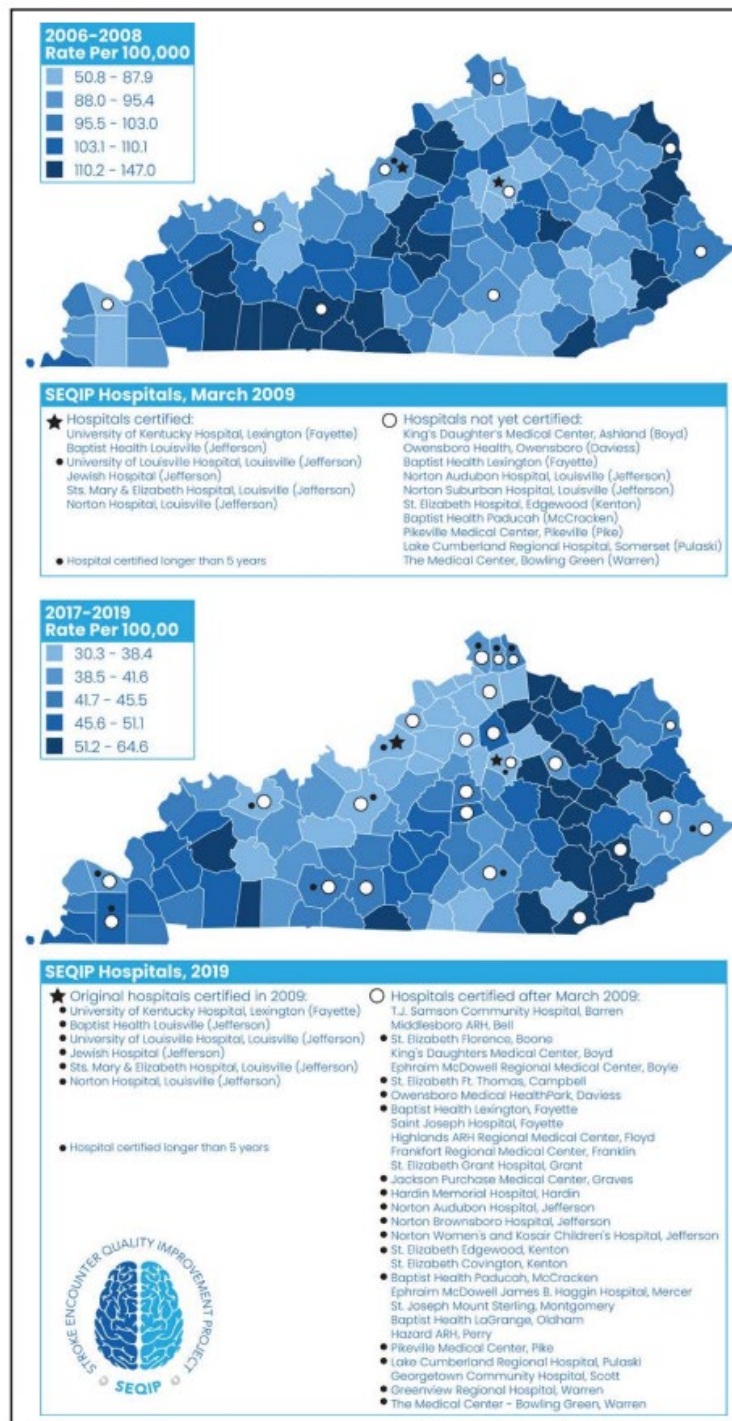 2006-2008
Rate Per 100,000
50.8 - 87.9
88.0 - 95.4
95.5 - 103.0
103.1 - 110.1
110.2 - 147.0
SEQIP Hospitals, March 2009
Hospitals certified:
University of Kentucky Hospital, Lexington (Fayette)
Baptist Health Louisville (Jefferson)
University of Louisville Hospital, Louisville (Jefferson)
Jewish Hospital (Jefferson)
Sts. Mary & Elizabeth Hospital, Louisville (Jefferson)
Norton Hospital, Louisville (Jefferson)
Hospital certified longer than 5 years
Hospitals not yet certified:
King's Daughter's Medical Center, Ashland (Boyd)
Owensboro Health, Owensboro (Daviess)
Baptist Health Lexington (Fayette)
Norton Audubon Hospital, Louisville (Jefferson)
Norton Suburban Hospital, Louisville (Jefferson)
St. Elizabeth Hospital, Edgewood (Kenton)
Baptist Health Paducah (McCracken)
Pikeville Medical Center, Pikeville (Pike)
Lake Cumberland Regional Hospital, Somerset (Pulaski)
The Medical Center, Bowling Green (Warren)
2017-2019
Rate Per 100,00
30.3 - 38.4
38.5 - 41.6
41.7 - 45.5
45.6 - 51.1
51.2 - 64.6
SEQIP Hospitals, 2019
Original hospitals certified in 2009:
University of Kentucky Hospital, Lexington (Fayette)
Baptist Health Louisville (Jefferson)
University of Louisville Hospital, Louisville (Jefferson)
Jewish Hospital (Jefferson)
Sts. Mary & Elizabeth Hospital, Louisville (Jefferson)
Norton Hospital, Louisville (Jefferson)
Hospital certified longer than 5 years
STROKE ENCOUNTER QUALITY IMPROVEMENT PROJECT
SEQIP
Hospitals certified after March 2009:
T.J. Samson Community Hospital, Barren
Middlesboro ARH, Bell
St. Elizabeth Florence, Boone
King's Daughters Medical Center, Boyd
Ephraim McDowell Regional Medical Center, Boyle
St. Elizabeth Ft. Thomas, Campbell
Owensboro Medical HealthPark, Daviess
Baptist Health Lexington, Fayette
Saint Joseph Hospital, Fayette
Highlands ARH Regional Medical Center, Floyd
Frankfort Regional Medical Center, Franklin
St. Elizabeth Grant Hospital, Grant
Jackson Purchase Medical Center, Graves
Hardin Memorial Hospital, Hardin
Norton Audubon Hospital, Jefferson
Norton Brownsboro Hospital, Jefferson
Norton Women's and Kosair Children's Hospital, Jefferson
St. Elizabeth Edgewood, Kenton
St. Elizabeth Covington, Kenton
Baptist Health Paducah, McCracken
Ephraim McDowell James B. Haggin Hospital, Mercer
St. Joseph Mount Sterling, Montgomery
Baptist Health LaGrange, Oldham
Hazard ARH, Perry
Pikeville Medical Center, Pike
Lake Cumberland Regional Hospital, Pulaski
Georgetown Community Hospital, Scott
Greenview Regional Hospital, Warren
The Medical Center - Bowling Green, Warren